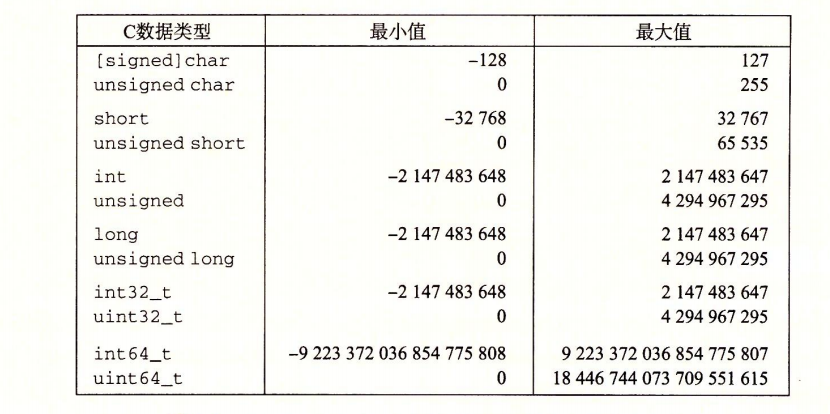 C数据类型 最小值 最大值
[signed]char −128 127
unsigned char 0 255
short −32 768 32 767
unsigned short 0 65 535
int −2 147 483 648 2 147 483 647
unsigned 0 4 294 967 295
long −2 147 483 648 2 147 483 647
unsigned long 0 4 294 967 295
int32_t −2 147 483 648 2 147 483 647
uint32_t 0 4 294 967 295
int64_t −9 223 372 036 854 775 808 9 223 372 036 854 775 807
uint64_t 0 18 446 744 073 709 551 615